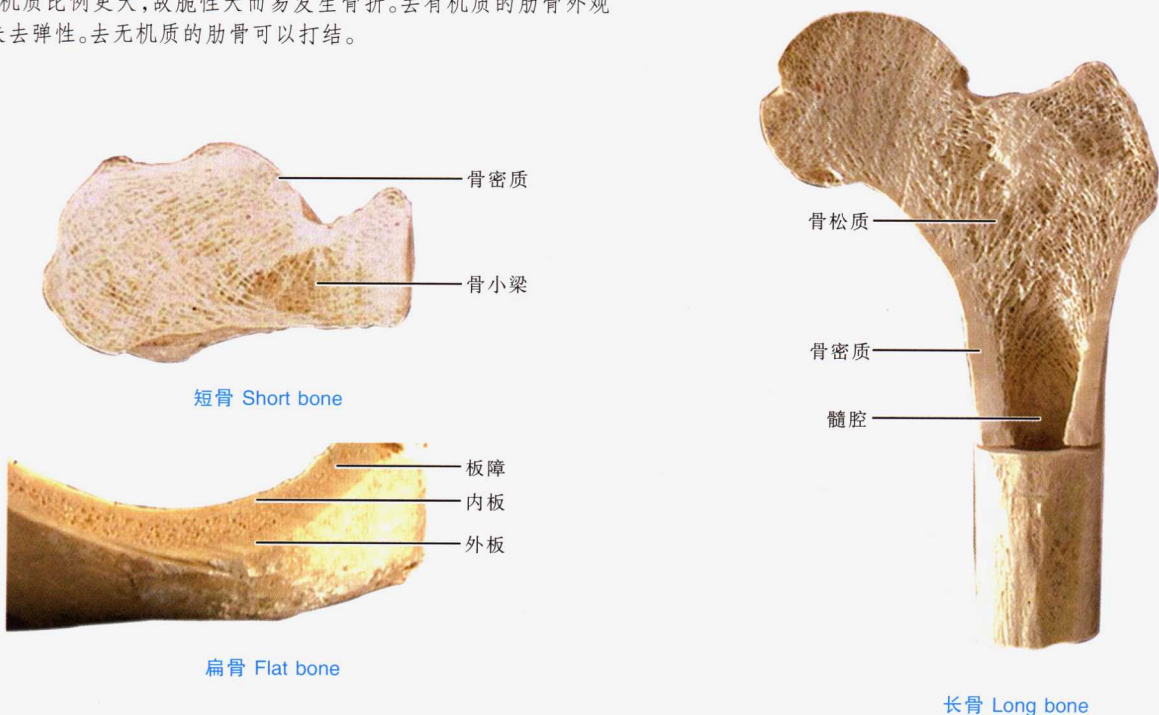 机质比例更大,故脆性大而易发生骨折。去有机质的肋骨外观
去弹性。去无机质的肋骨可以打结。
骨密质
骨小梁
短骨 Short bone
板障
内板
外板
扁骨 Flat bone
骨松质
骨密质
髓腔
长骨 Long bone